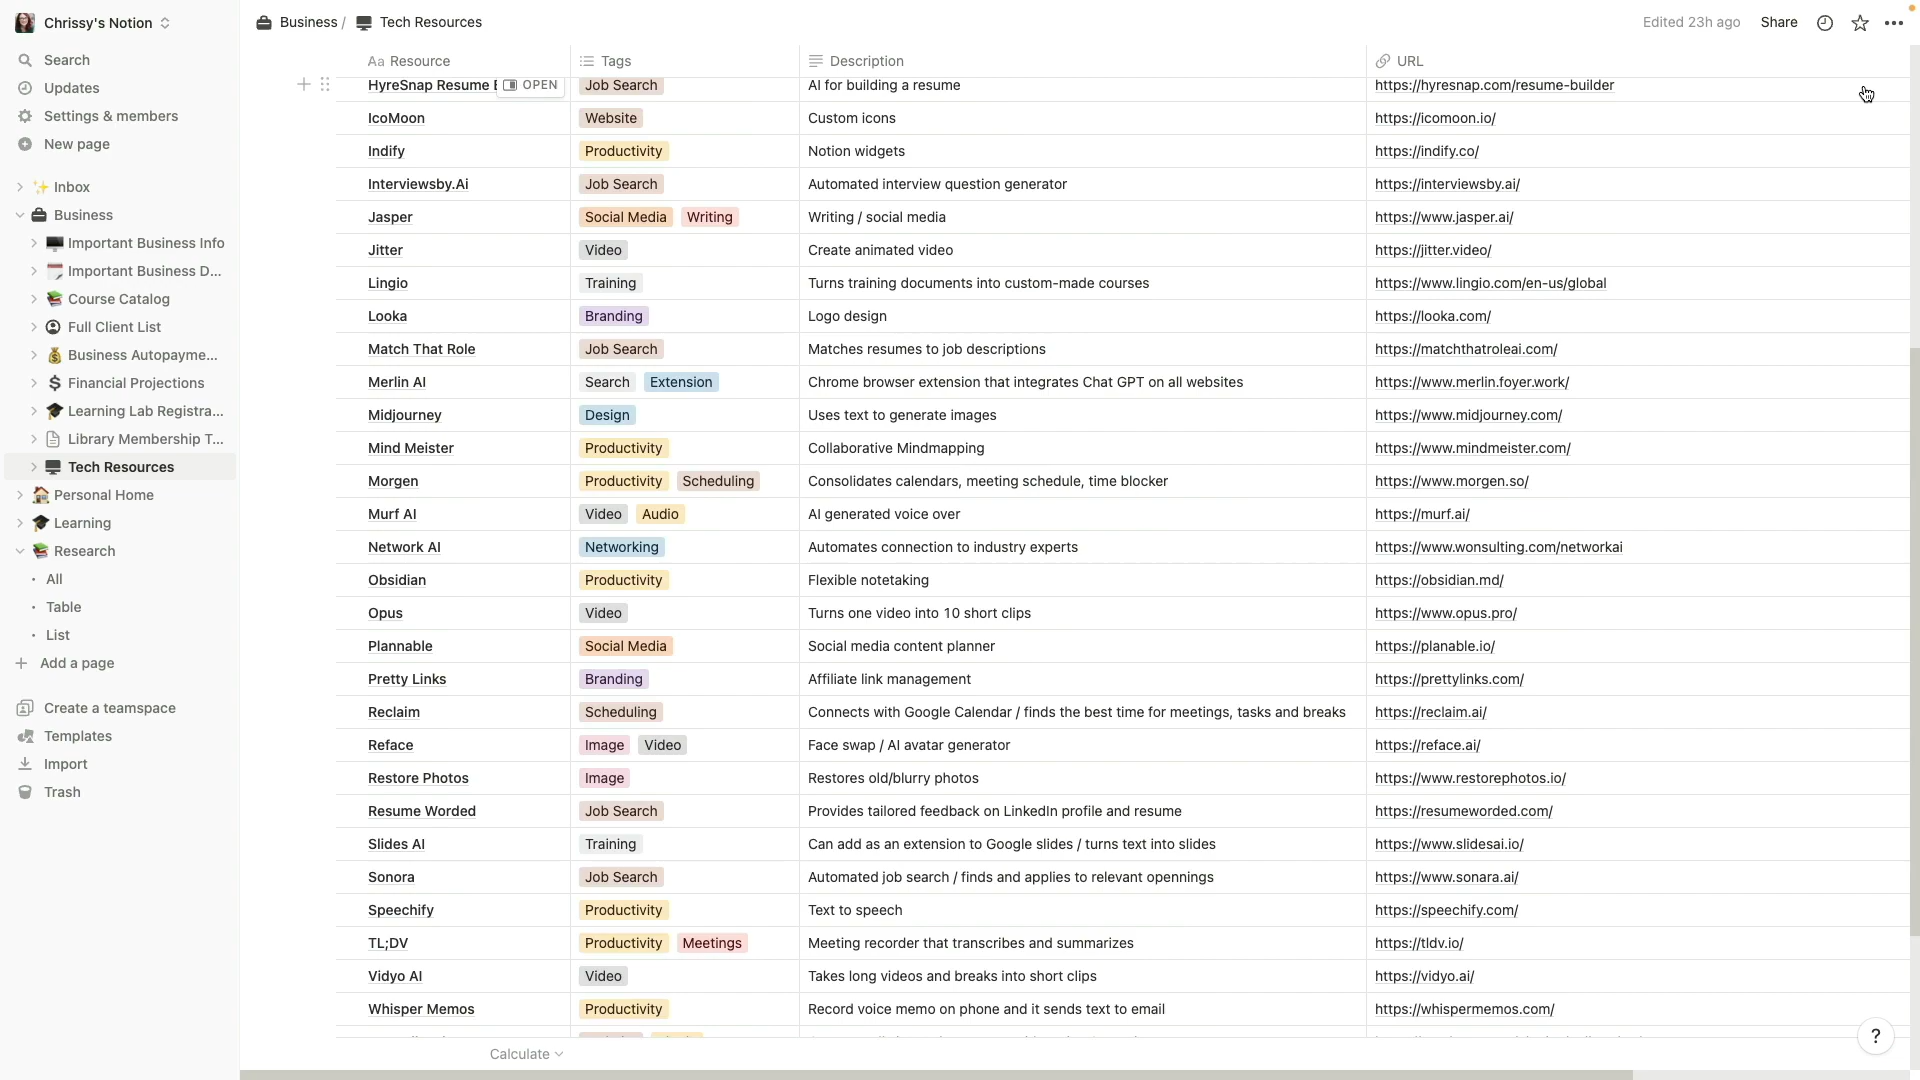 Chrissy's Notion
Search
Updates
Settings & members
New page
Inbox
Business
Important Business Info
Important Business D...
Course Catalog
Full Client List
Business Autopayme...
Financial Projections
Learning Lab Registra...
Library Membership T...
Tech Resources
Personal Home
Learning
Research
All
Table
List
Add a page
Create a teamspace
Templates
Import
Trash
Business / Tech Resources
Edited 23h ago Share
Aa Resource Tags Description URL
HyreSnap Resume OPEN Job Search AI for building a resume https://hyresnap.com/resume-builder
IcoMoon Website Custom icons https://icomoon.io/
Indify Productivity Notion widgets https://indify.co/
Interviewsby.Ai Job Search Automated interview question generator https://interviewsby.ai/
Jasper Social Media Writing Writing / social media https://www.jasper.ai/
Jitter Video Create animated video https://jitter.video/
Lingio Training Turns training documents into custom-made courses https://www.lingio.com/en-us/global
Looka Branding Logo design https://looka.com/
Match That Role Job Search Matches resumes to job descriptions https://matchthatroleai.com/
Merlin AI Search Extension Chrome browser extension that integrates Chat GPT on all websites https://www.merlin.foyer.work/
Midjourney Design Uses text to generate images https://www.midjourney.com/
Mind Meister Productivity Collaborative Mindmapping https://www.mindmeister.com/
Morgen Productivity Scheduling Consolidates calendars, meeting schedule, time blocker https://www.morgen.so/
Murf AI Video Audio AI generated voice over https://murf.ai/
Network AI Networking Automates connection to industry experts https://www.wonsulting.com/networkai
Obsidian Productivity Flexible notetaking https://obsidian.md/
Opus Video Turns one video into 10 short clips https://www.opus.pro/
Plannable Social Media Social media content planner https://planable.io/
Pretty Links Branding Affiliate link management https://prettylinks.com/
Reclaim Scheduling Connects with Google Calendar / finds the best time for meetings, tasks and breaks https://reclaim.ai/
Reface Image Video Face swap / AI avatar generator https://reface.ai/
Restore Photos Image Restores old/blurry photos https://www.restorephotos.io/
Resume Worded Job Search Provides tailored feedback on LinkedIn profile and resume https://resumeworded.com/
Slides AI Training Can add as an extension to Google slides / turns text into slides https://www.slidesai.io/
Sonora Job Search Automated job search / finds and applies to relevant opennings https://www.sonara.ai/
Speechify Productivity Text to speech https://speechify.com/
TL;DV Productivity Meetings Meeting recorder that transcribes and summarizes https://tldv.io/
Vidyo AI Video Takes long videos and breaks into short clips https://vidyo.ai/
Whisper Memos Productivity Record voice memo on phone and it sends text to email https://whispermemos.com/
Calculate
?